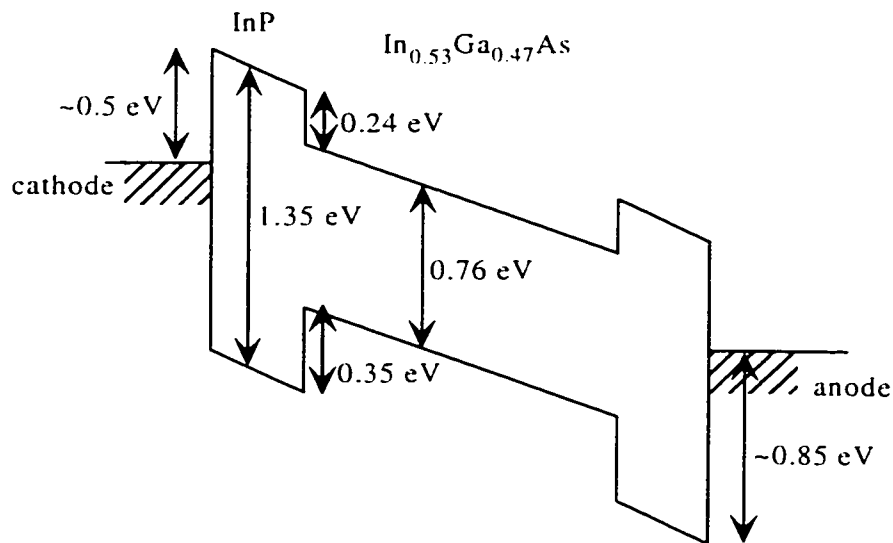 InP
In0.53Ga0.47As
~0.5 eV
0.24 eV
cathode
1.35 eV
0.76 eV
0.35 eV
anode
~0.85 eV